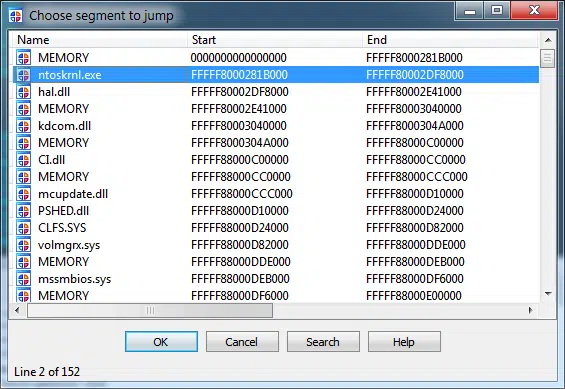 Choose segment to jump
Name Start End
MEMORY 0000000000000000 FFFFF8000281B000
ntoskrnl.exe FFFFF8000281B000 FFFFF80002DF8000
hal.dll FFFFF80002DF8000 FFFFF80002E41000
MEMORY FFFFF80002E41000 FFFFF80003040000
kdcom.dll FFFFF80003040000 FFFFF8000304A000
MEMORY FFFFF8000304A000 FFFFF88000C00000
CI.dll FFFFF88000C00000 FFFFF88000CC0000
MEMORY FFFFF88000CC0000 FFFFF88000CCC000
mcupdate.dll FFFFF88000CCC000 FFFFF88000D10000
PSHED.dll FFFFF88000D10000 FFFFF88000D24000
CLFS.SYS FFFFF88000D24000 FFFFF88000D82000
volmgrx.sys FFFFF88000D82000 FFFFF88000DDE000
MEMORY FFFFF88000DDE000 FFFFF88000DEB000
mssmbios.sys FFFFF88000DEB000 FFFFF88000DF6000
MEMORY FFFFF88000DF6000 FFFFF88000E00000
OK Cancel Search Help
Line 2 of 152